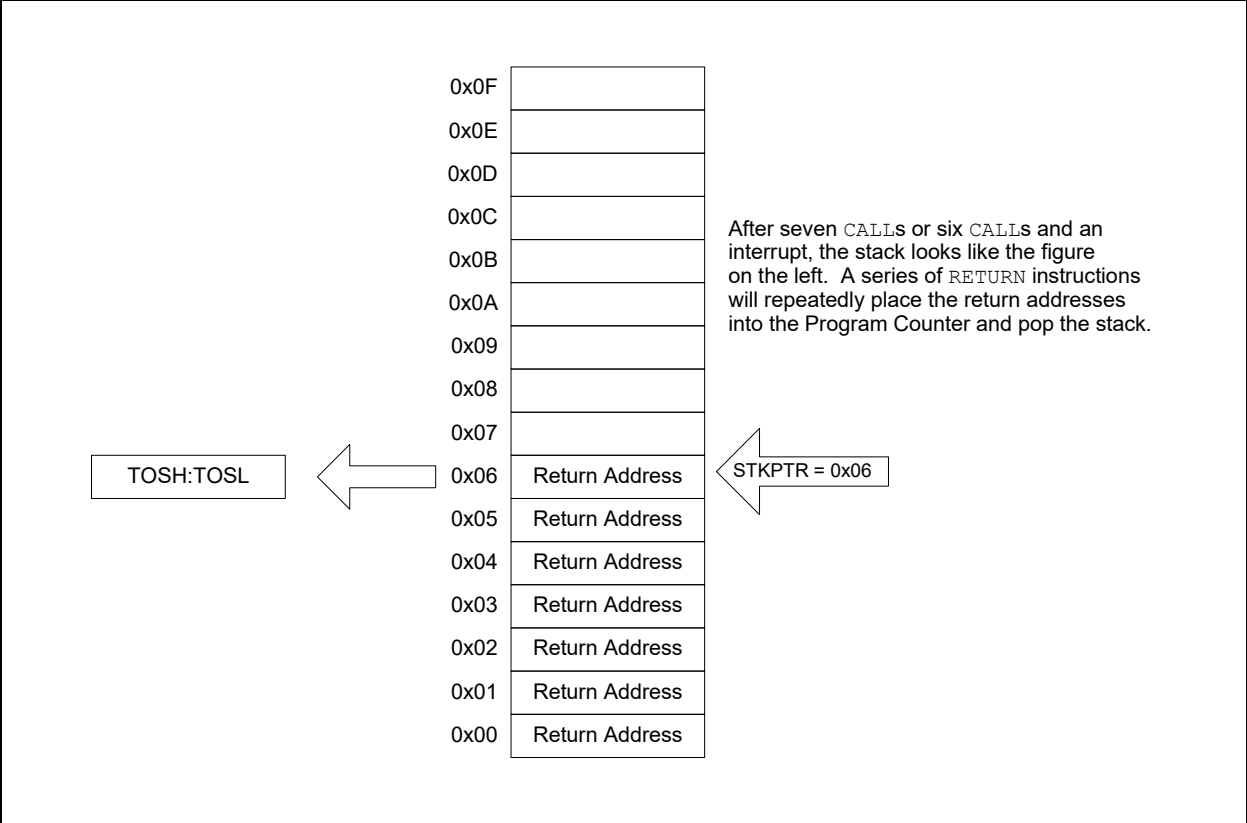 0x0F
0x0E
0x0D
0x0C
0x0B
0x0A
0x09
0x08
0x07
0x06 Return Address
0x05 Return Address
0x04 Return Address
0x03 Return Address
0x02 Return Address
0x01 Return Address
0x00 Return Address
TOSH:TOSL
STKPTR = 0x06
After seven CALLs or six CALLs and an
interrupt, the stack looks like the figure
on the left. A series of RETURN instructions
will repeatedly place the return addresses
into the Program Counter and pop the stack.